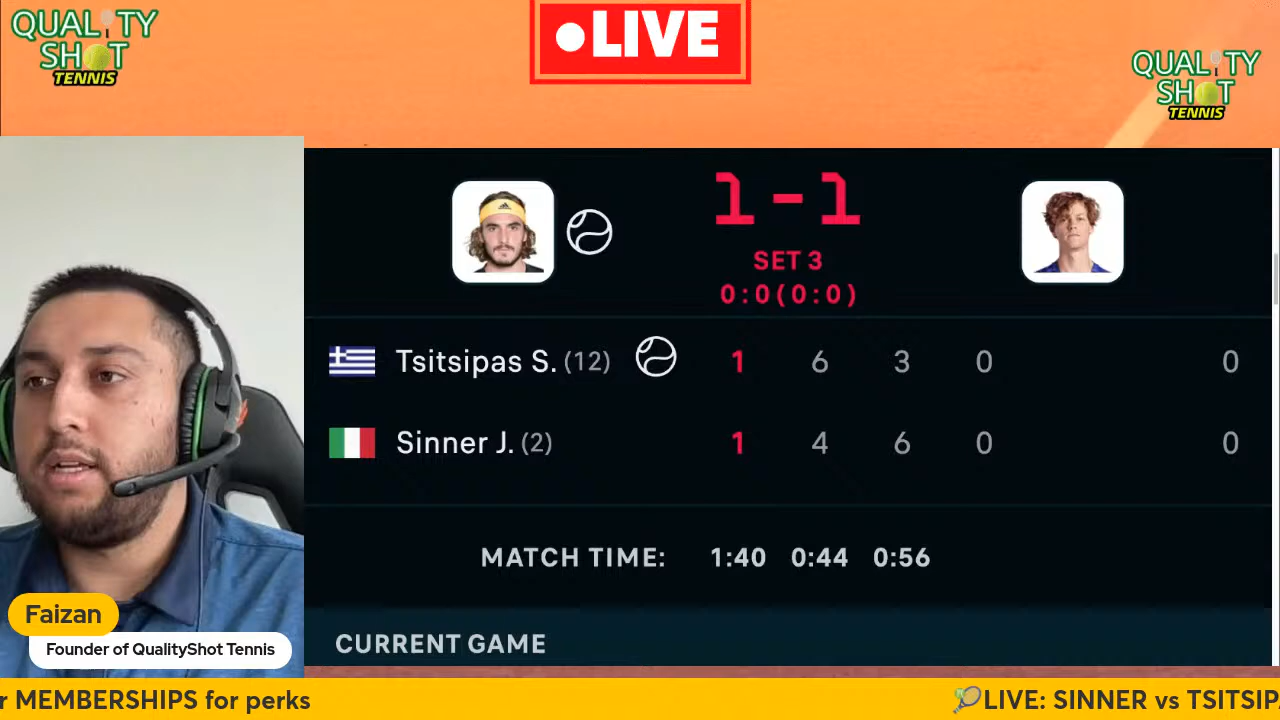 QUALITY
SHOT
TENNIS
LIVE
QUALITY
SHOT
TENNIS
1-1
SET 3
0:0(0:0)
Tsitsipas S. (12) 1 6 3 0 0
Sinner J. (2) 1 4 6 0 0
MATCH TIME: 1:40 0:44 0:56
CURRENT GAME
Faizan
Founder of QualityShot Tennis
MEMBERSHIPS for perks
LIVE: SINNER vs TSITSIPA